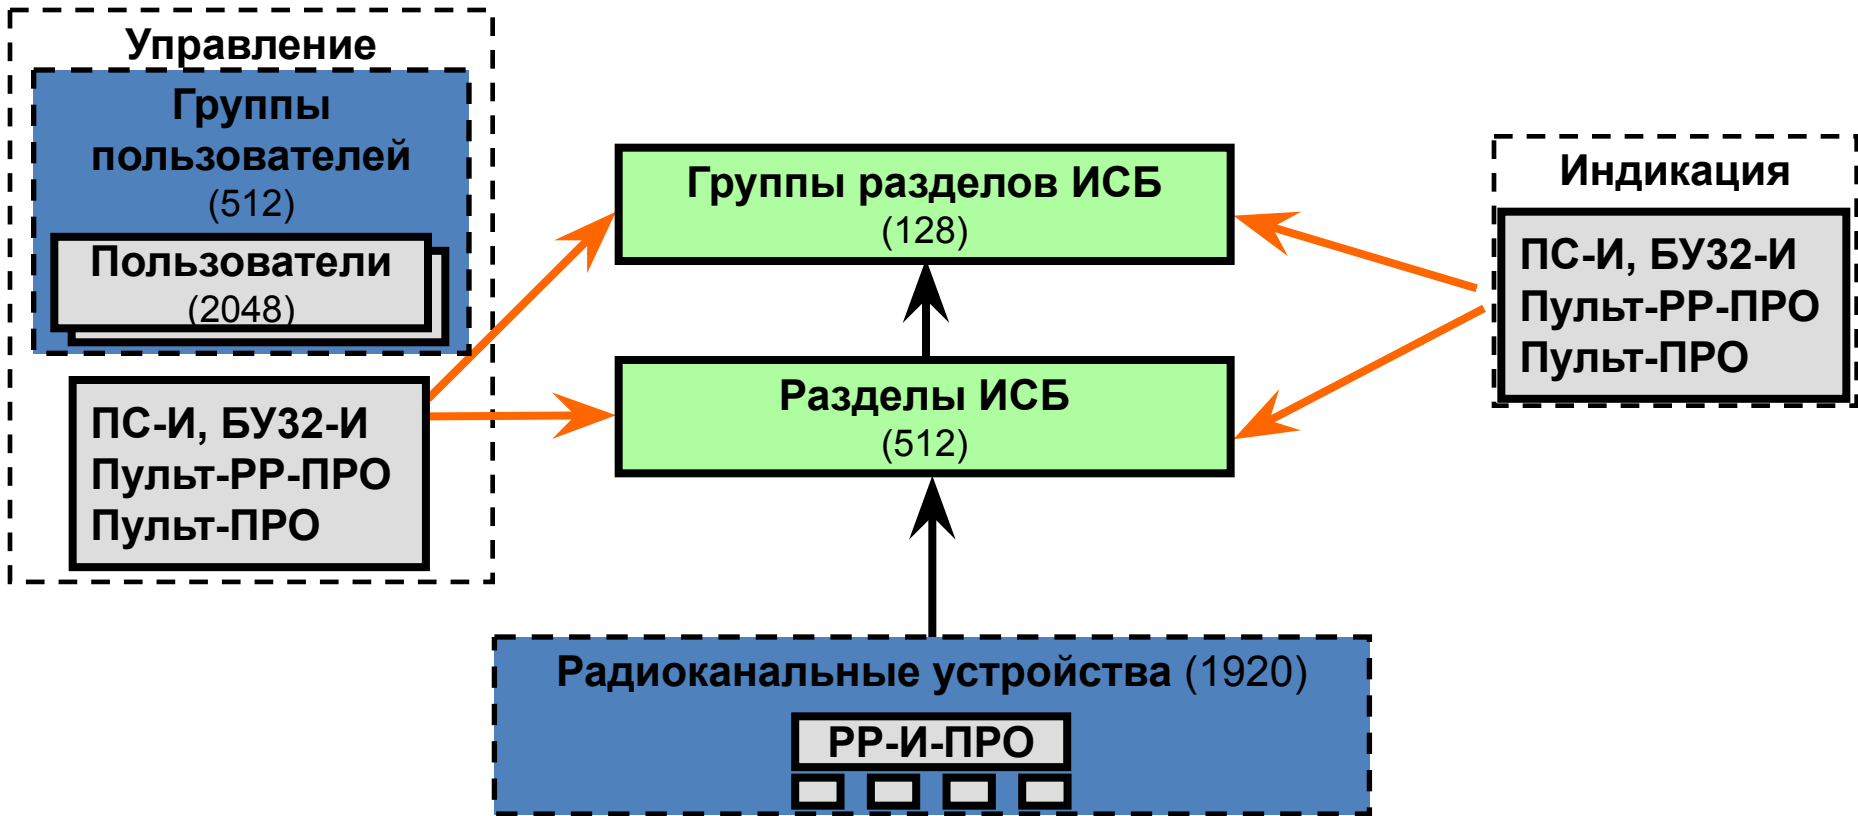 Управление
Группы
пользователей
(512)
Пользователи
(2048)
ПС-И, БУ32-И
Пульт-РР-ПРО
Пульт-ПРО
Группы разделов ИСБ
(128)
Разделы ИСБ
(512)
Индикация
ПС-И, БУ32-И
Пульт-РР-ПРО
Пульт-ПРО
Радиоканальные устройства (1920)
РР-И-ПРО